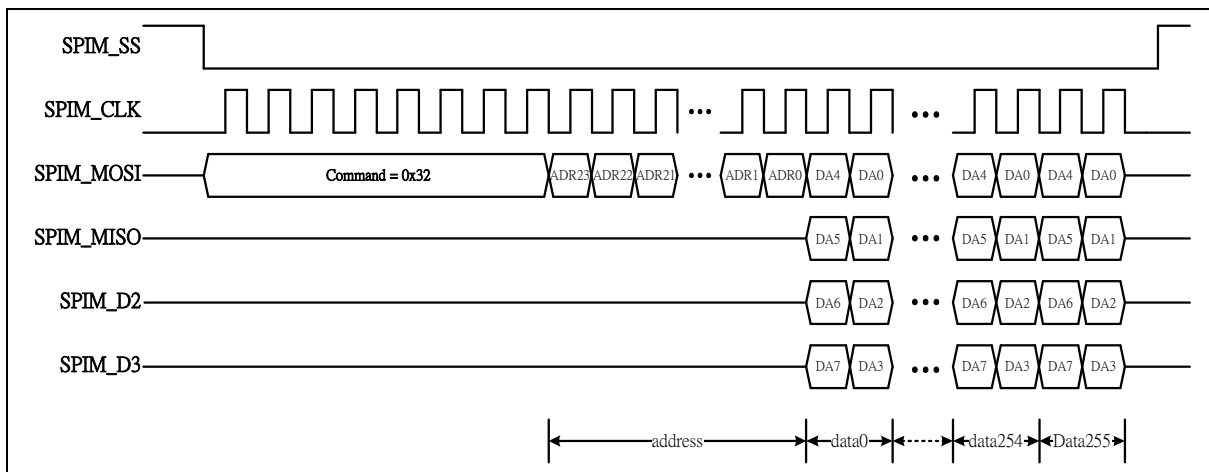 SPIM_SS
SPIM_CLK ... ...
SPIM_MOSI Command = 0x32 ADR23 ADR22 ADR21 ... ADR1 ADR0 DA4 DA0 ... DA4 DA0 DA4 DA0
SPIM_MISO DA5 DA1 ... DA5 DA1 DA5 DA1
SPIM_D2 DA6 DA2 ... DA6 DA2 DA6 DA2
SPIM_D3 DA7 DA3 ... DA7 DA3 DA7 DA3
address data0 data254 Data255